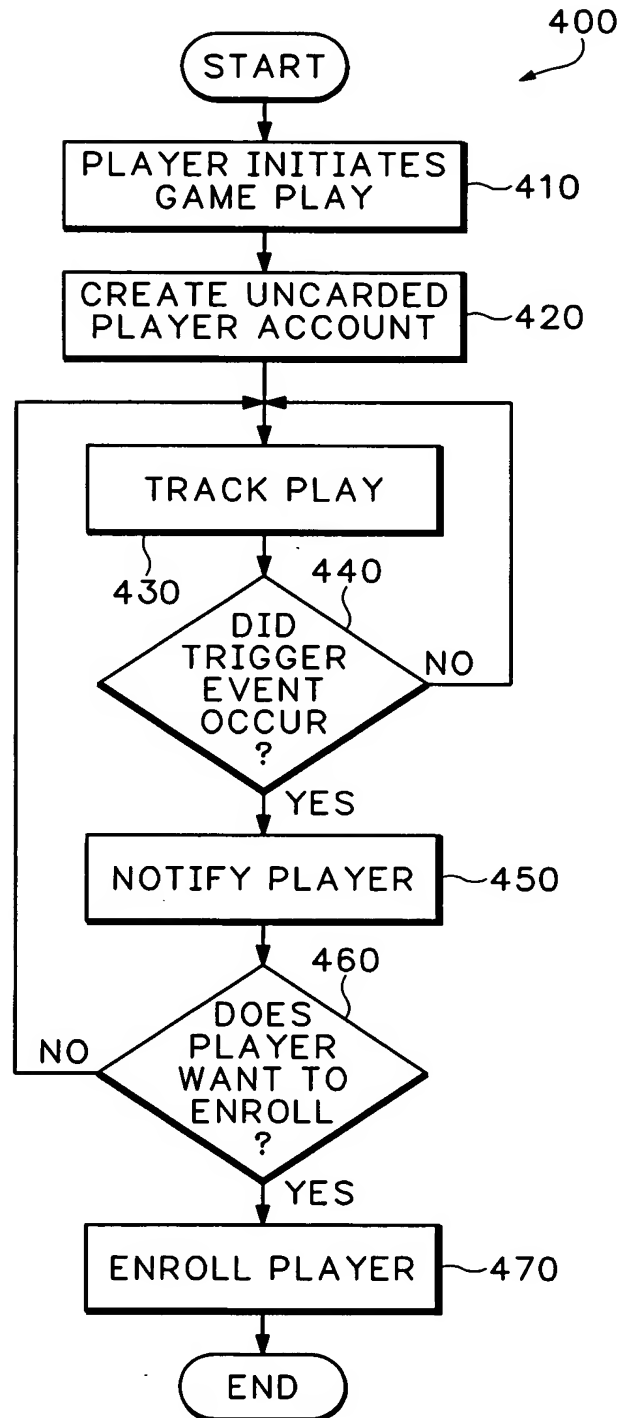 400
START
PLAYER INITIATES
GAME PLAY
410
CREATE UNCARDED
PLAYER ACCOUNT
420
TRACK PLAY
430
440
DID
TRIGGER
EVENT
OCCUR
?
NO
YES
NOTIFY PLAYER
450
460
DOES
PLAYER
WANT TO
ENROLL
?
NO
YES
ENROLL PLAYER
470
END